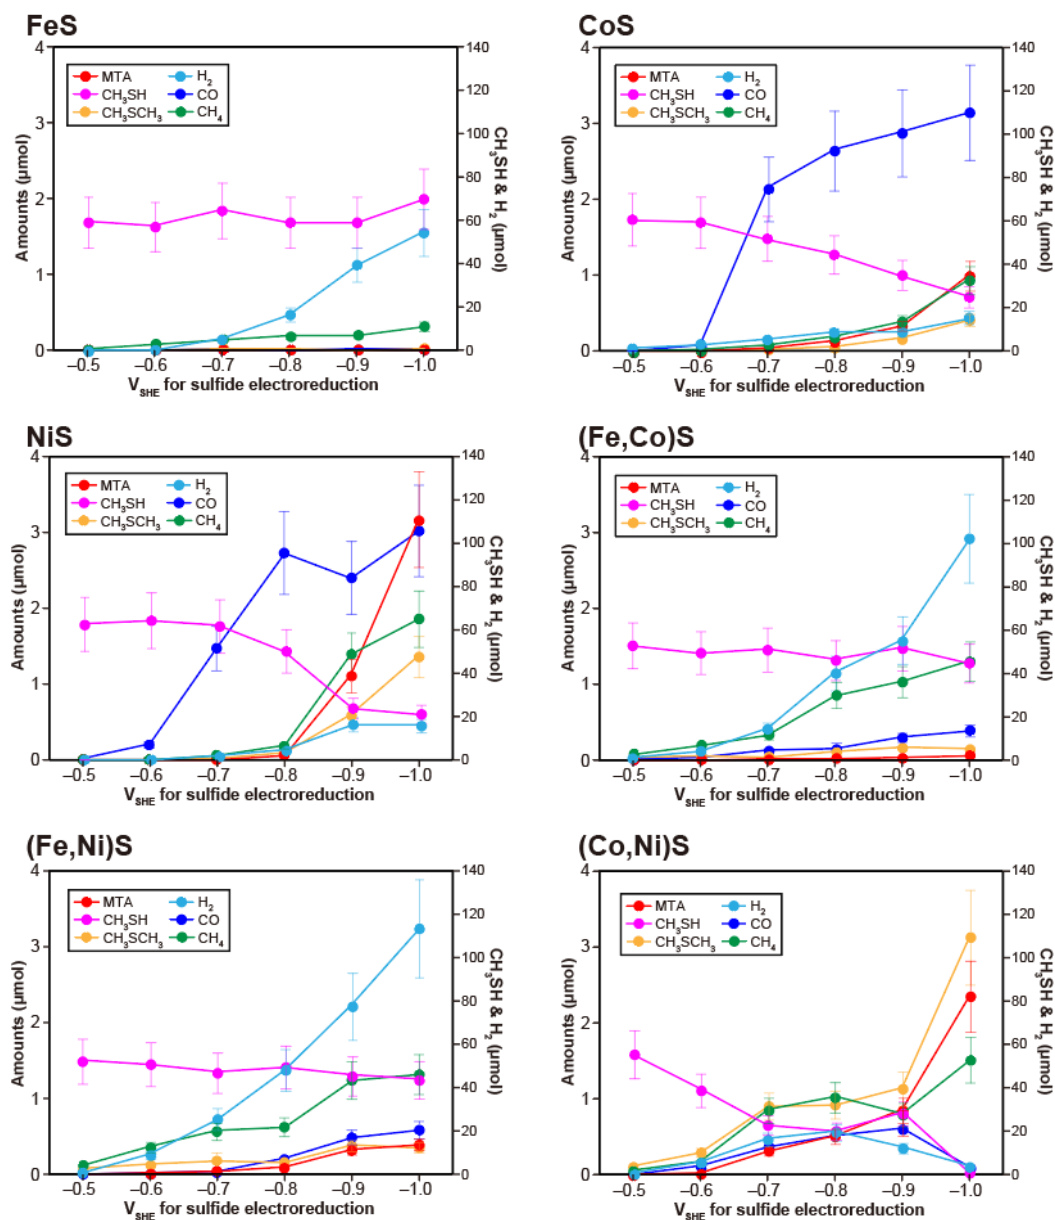 FeS
4
3
2
1
0
Amounts (µmol)
MTA
CH₃SH
CH₃SCH₃
H₂
CO
CH₄
140
120
100
80
60
40
20
0
CH₃SH & H₂ (µmol)
–0.5 –0.6 –0.7 –0.8 –0.9 –1.0
V_SHE for sulfide electroreduction
CoS
4
3
2
1
0
Amounts (µmol)
MTA
CH₃SH
CH₃SCH₃
H₂
CO
CH₄
140
120
100
80
60
40
20
0
CH₃SH & H₂ (µmol)
–0.5 –0.6 –0.7 –0.8 –0.9 –1.0
V_SHE for sulfide electroreduction
NiS
4
3
2
1
0
Amounts (µmol)
MTA
CH₃SH
CH₃SCH₃
H₂
CO
CH₄
140
120
100
80
60
40
20
0
CH₃SH & H₂ (µmol)
–0.5 –0.6 –0.7 –0.8 –0.9 –1.0
V_SHE for sulfide electroreduction
(Fe,Co)S
4
3
2
1
0
Amounts (µmol)
MTA
CH₃SH
CH₃SCH₃
H₂
CO
CH₄
140
120
100
80
60
40
20
0
CH₃SH & H₂ (µmol)
–0.5 –0.6 –0.7 –0.8 –0.9 –1.0
V_SHE for sulfide electroreduction
(Fe,Ni)S
4
3
2
1
0
Amounts (µmol)
MTA
CH₃SH
CH₃SCH₃
H₂
CO
CH₄
140
120
100
80
60
40
20
0
CH₃SH & H₂ (µmol)
–0.5 –0.6 –0.7 –0.8 –0.9 –1.0
V_SHE for sulfide electroreduction
(Co,Ni)S
4
3
2
1
0
Amounts (µmol)
MTA
CH₃SH
CH₃SCH₃
H₂
CO
CH₄
140
120
100
80
60
40
20
0
CH₃SH & H₂ (µmol)
–0.5 –0.6 –0.7 –0.8 –0.9 –1.0
V_SHE for sulfide electroreduction